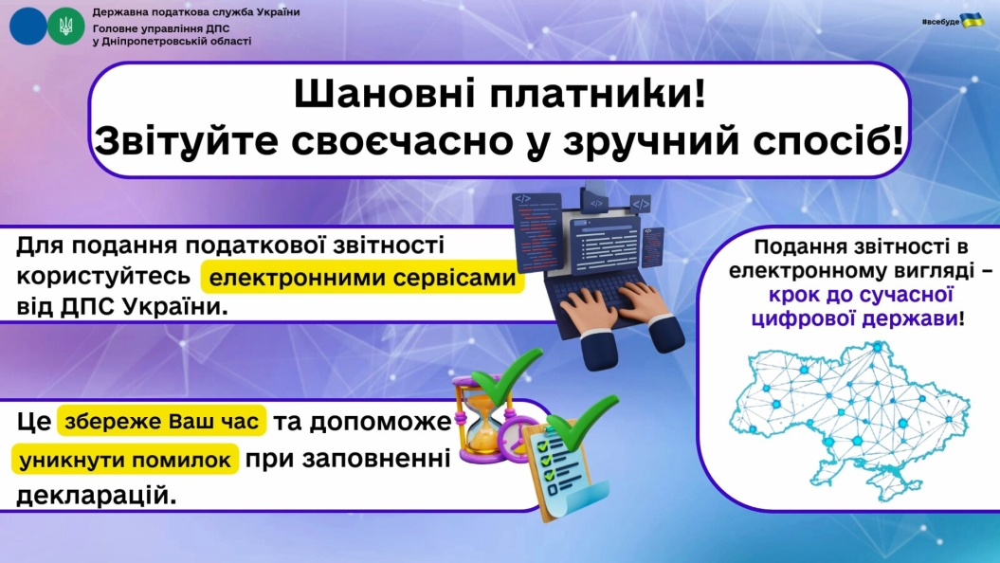 Державна податкова служба України
Головне управління ДПС
у Дніпропетровській області
#всебуде
Шановні платники!
Звітуйте своєчасно у зручний спосіб!
Для подання податкової звітності
користуйтесь електронними сервісами
від ДПС України.
Це збереже Ваш час та допоможе
уникнути помилок при заповненні
декларацій.
Подання звітності в
електронному вигляді –
крок до сучасної
цифрової держави!